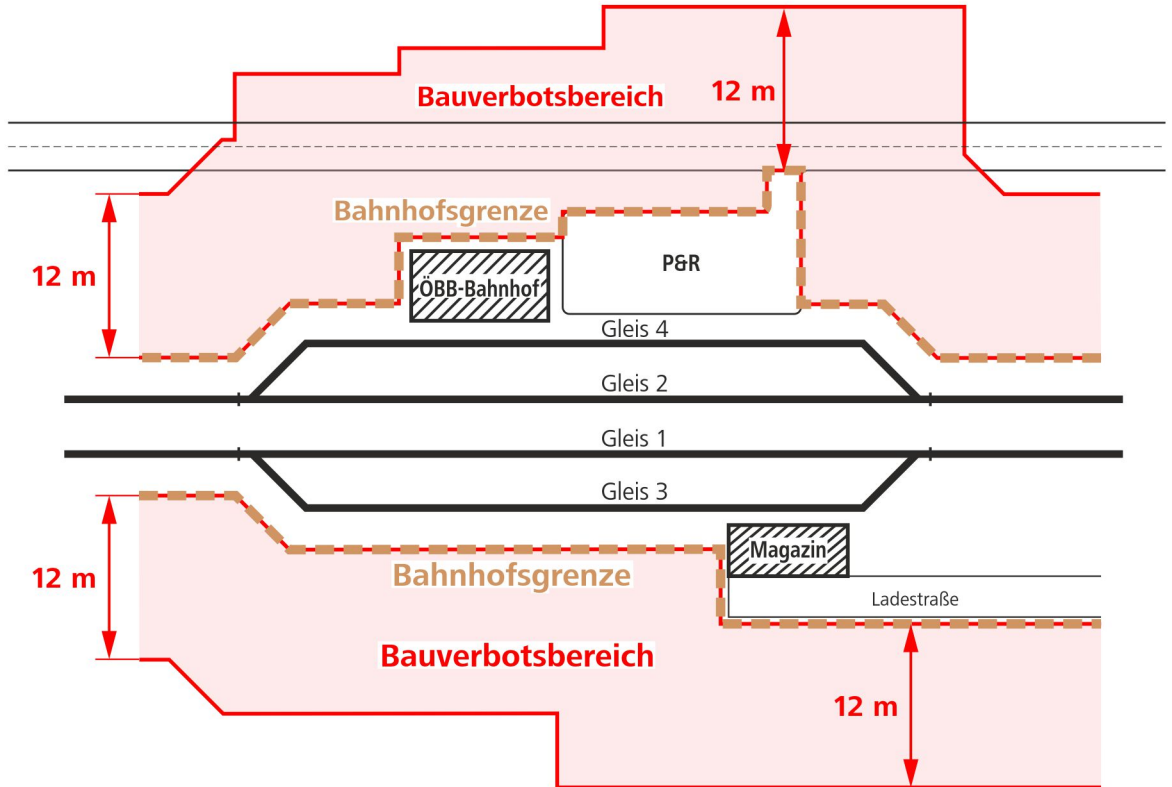 12 m
Bauverbotsbereich
Bahnhofsgrenze
12 m
P&R
ÖBB-Bahnhof
Gleis 4
Gleis 2
Gleis 1
Gleis 3
Magazin
12 m
Bahnhofsgrenze
Ladestraße
Bauverbotsbereich
12 m